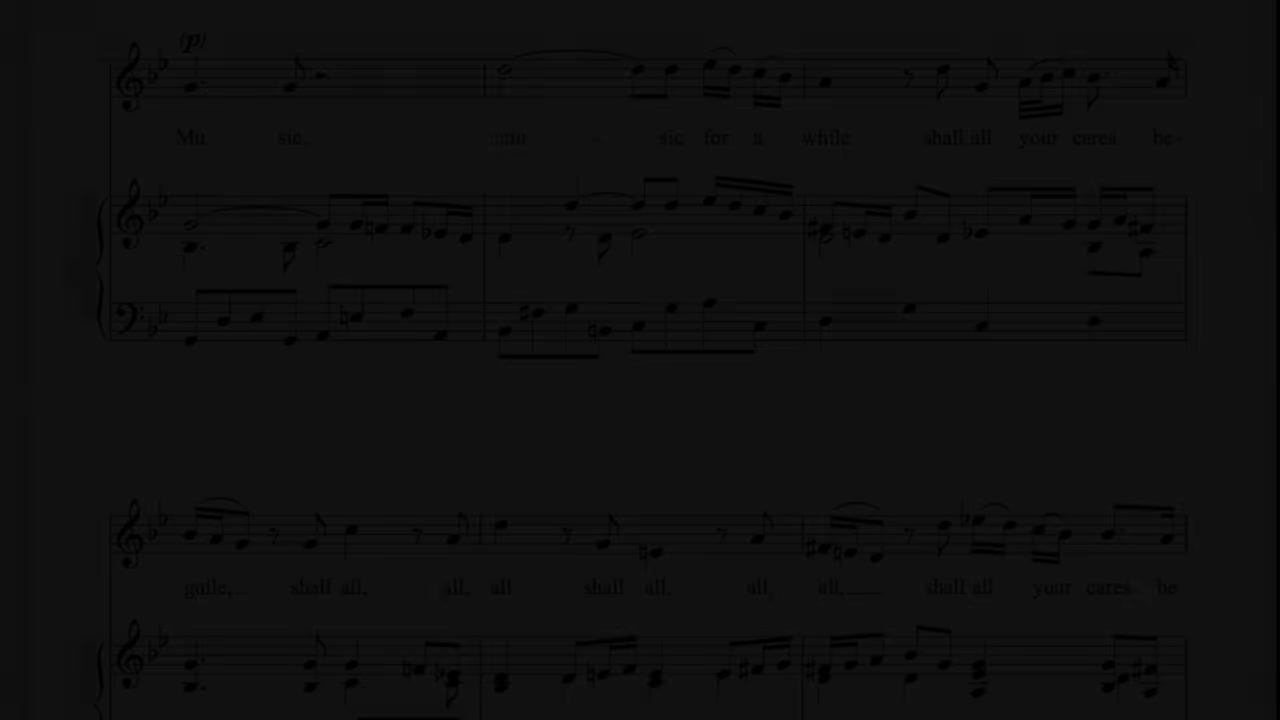 (p)
Mu sic, mu - sic for a while shall all your cares be-
guile, shall all, all, all shall all, all, all, shall all your cares be